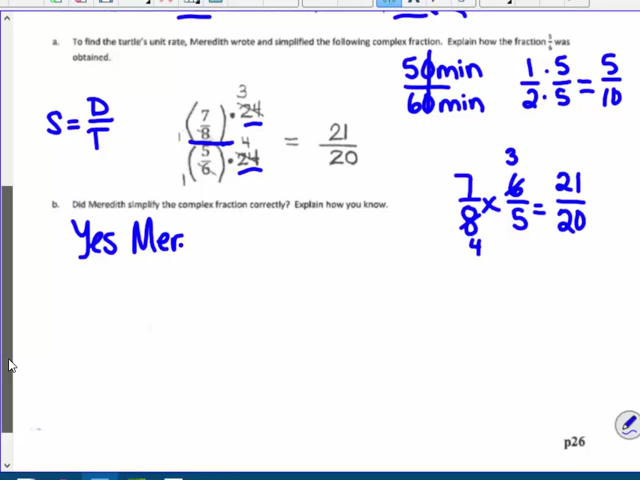 a. To find the turtle's unit rate, Meredith wrote and simplified the following complex fraction. Explain how the fraction 5/6 was
obtained.
50 min / 60 min
1/2 · 5/5 = 5/10
S = D/T
3
1 (7/8) · 24
4
1 (5/6) · 24
= 21/20
3
7/8 × 6/5 = 21/20
4
b. Did Meredith simplify the complex fraction correctly? Explain how you know.
Yes Mer.
p26